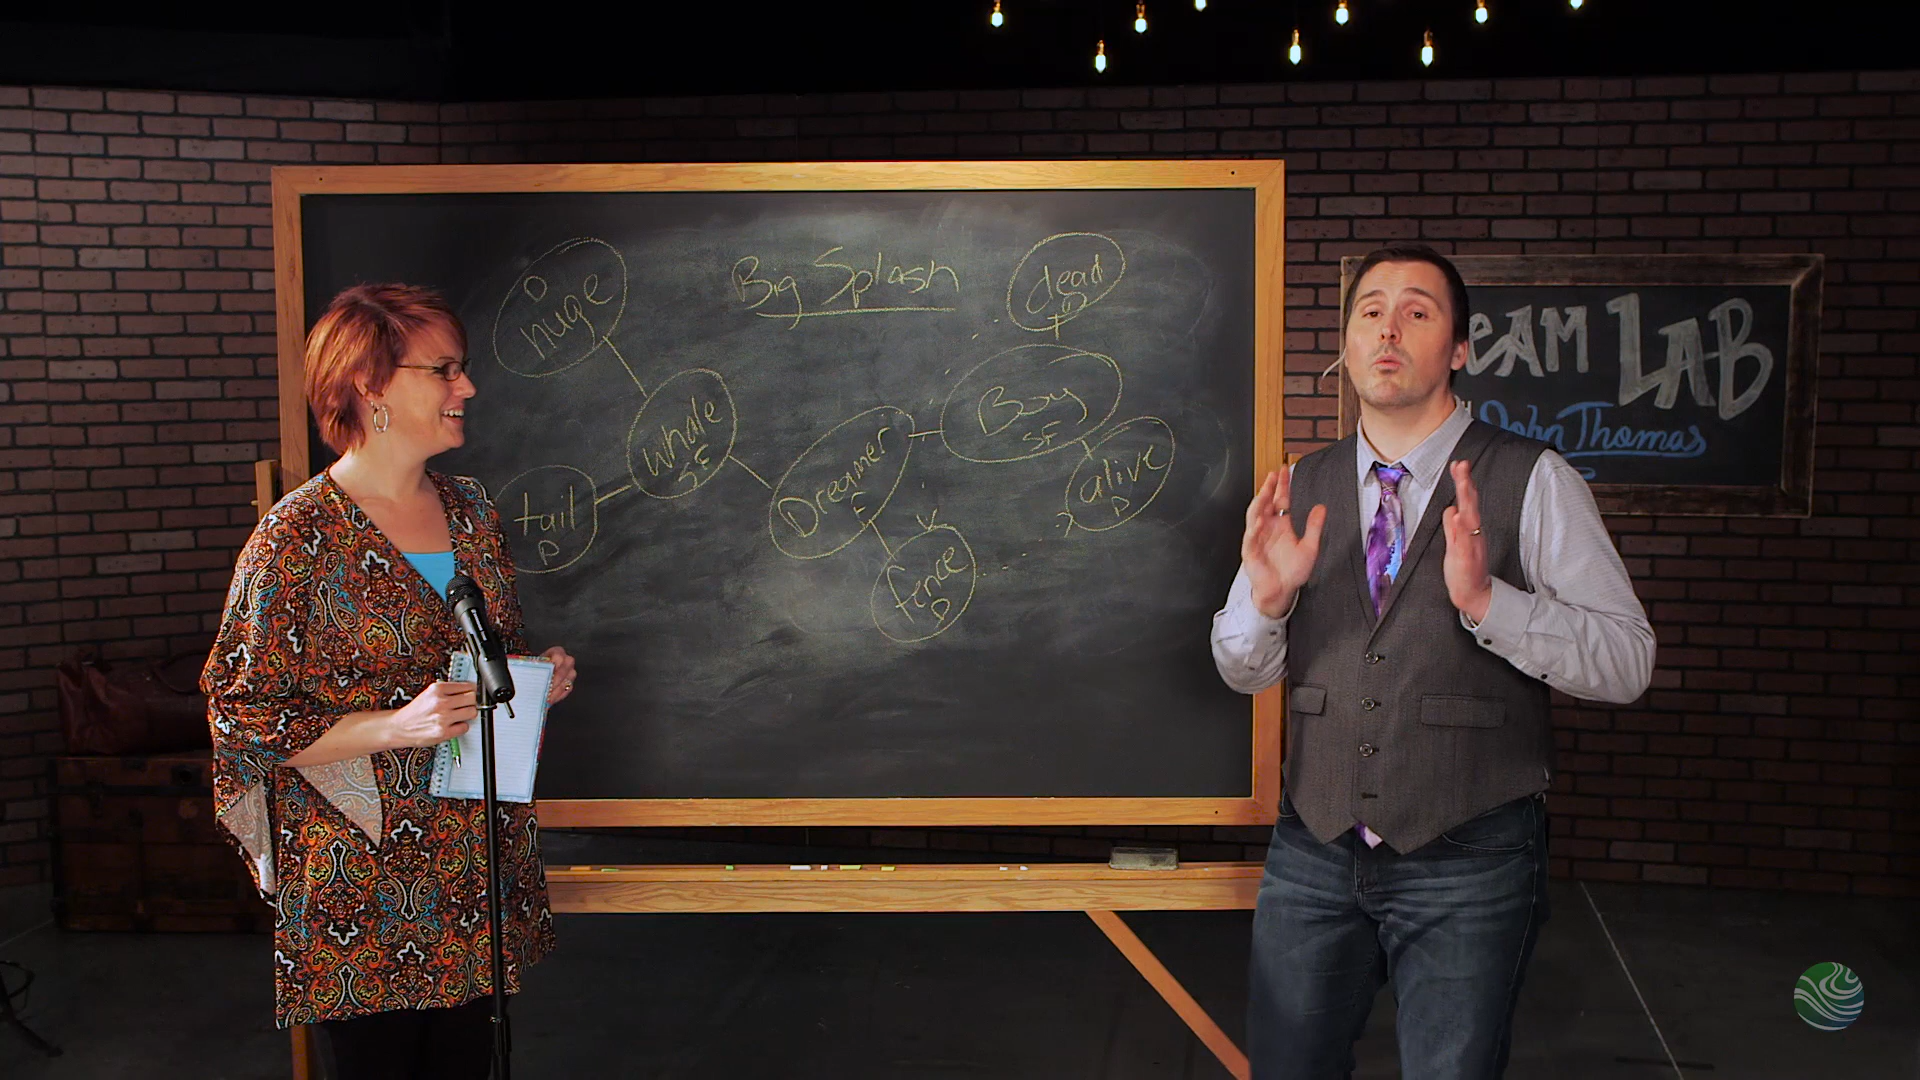 Big Splash
D
huge
dead
D
Whale
SF
Boy
SF
tail
D
Dreamer
F
alive
D
fence
D
eAM LAB
John Thomas